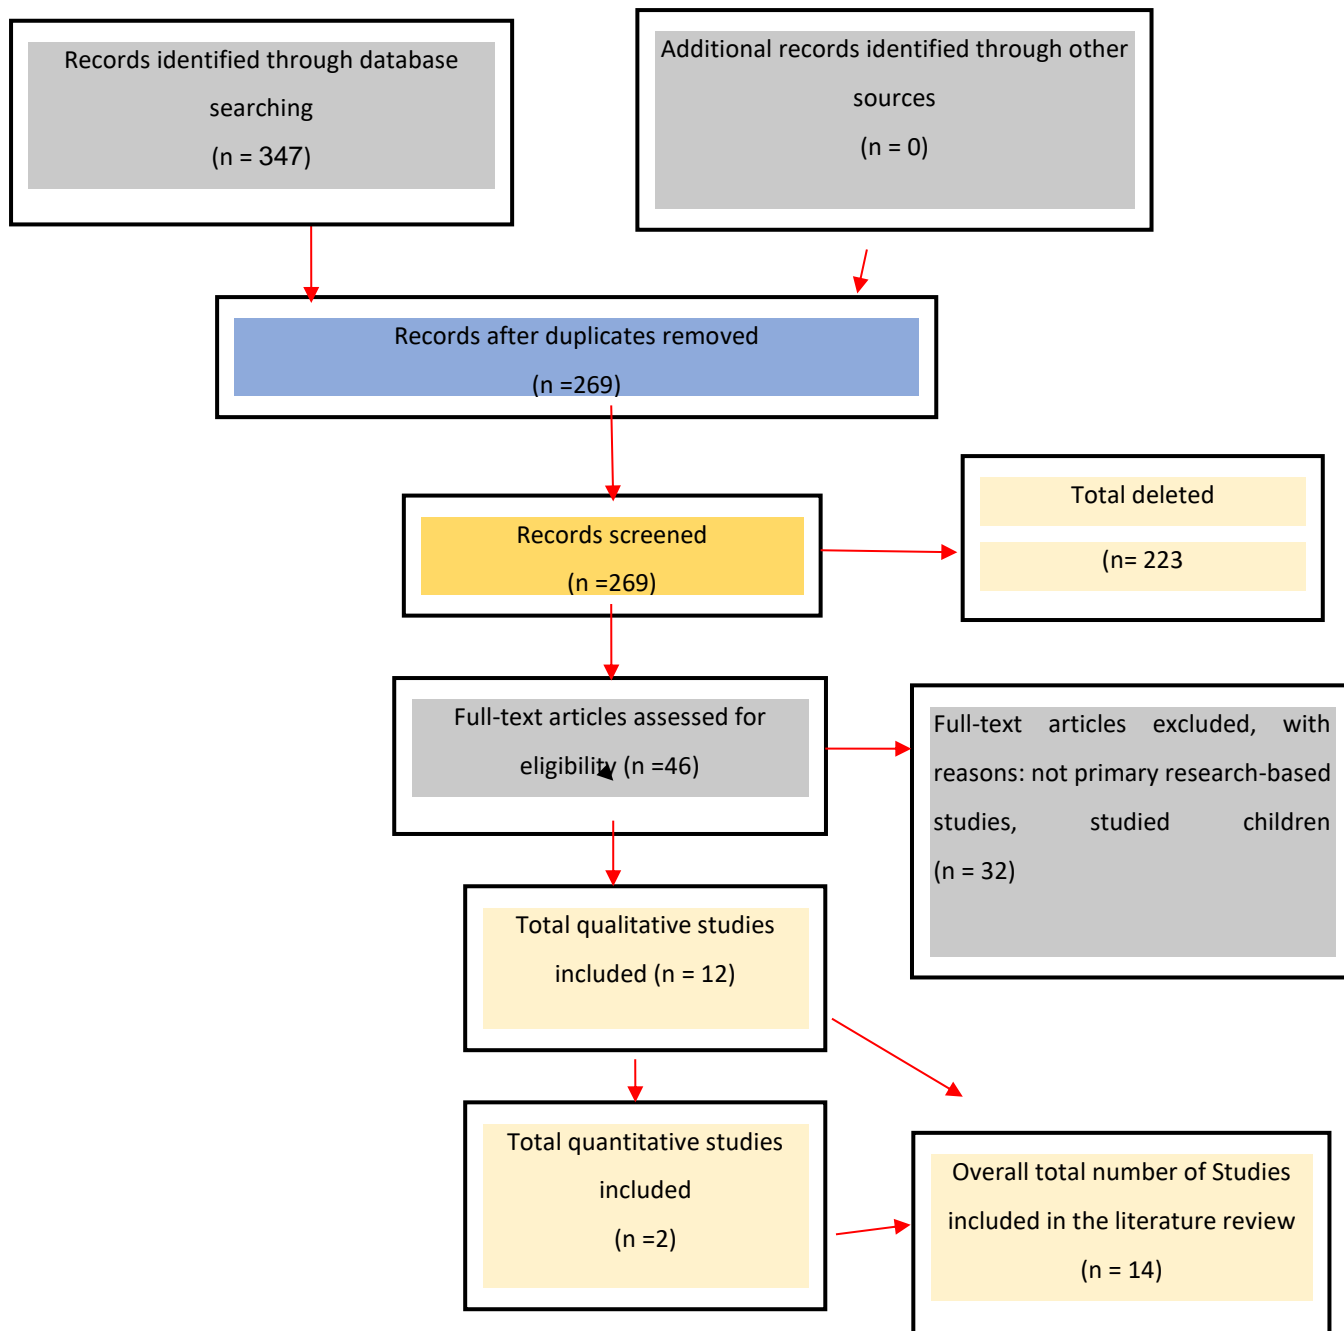 Records identified through database
searching
(n = 347)
Additional records identified through other
sources
(n = 0)
Records after duplicates removed
(n =269)
Records screened
(n =269)
Total deleted
(n= 223
Full-text articles assessed for
eligibility (n =46)
Full-text articles excluded, with
reasons: not primary research-based
studies, studied children
(n = 32)
Total qualitative studies
included (n = 12)
Total quantitative studies
included
(n =2)
Overall total number of Studies
included in the literature review
(n = 14)